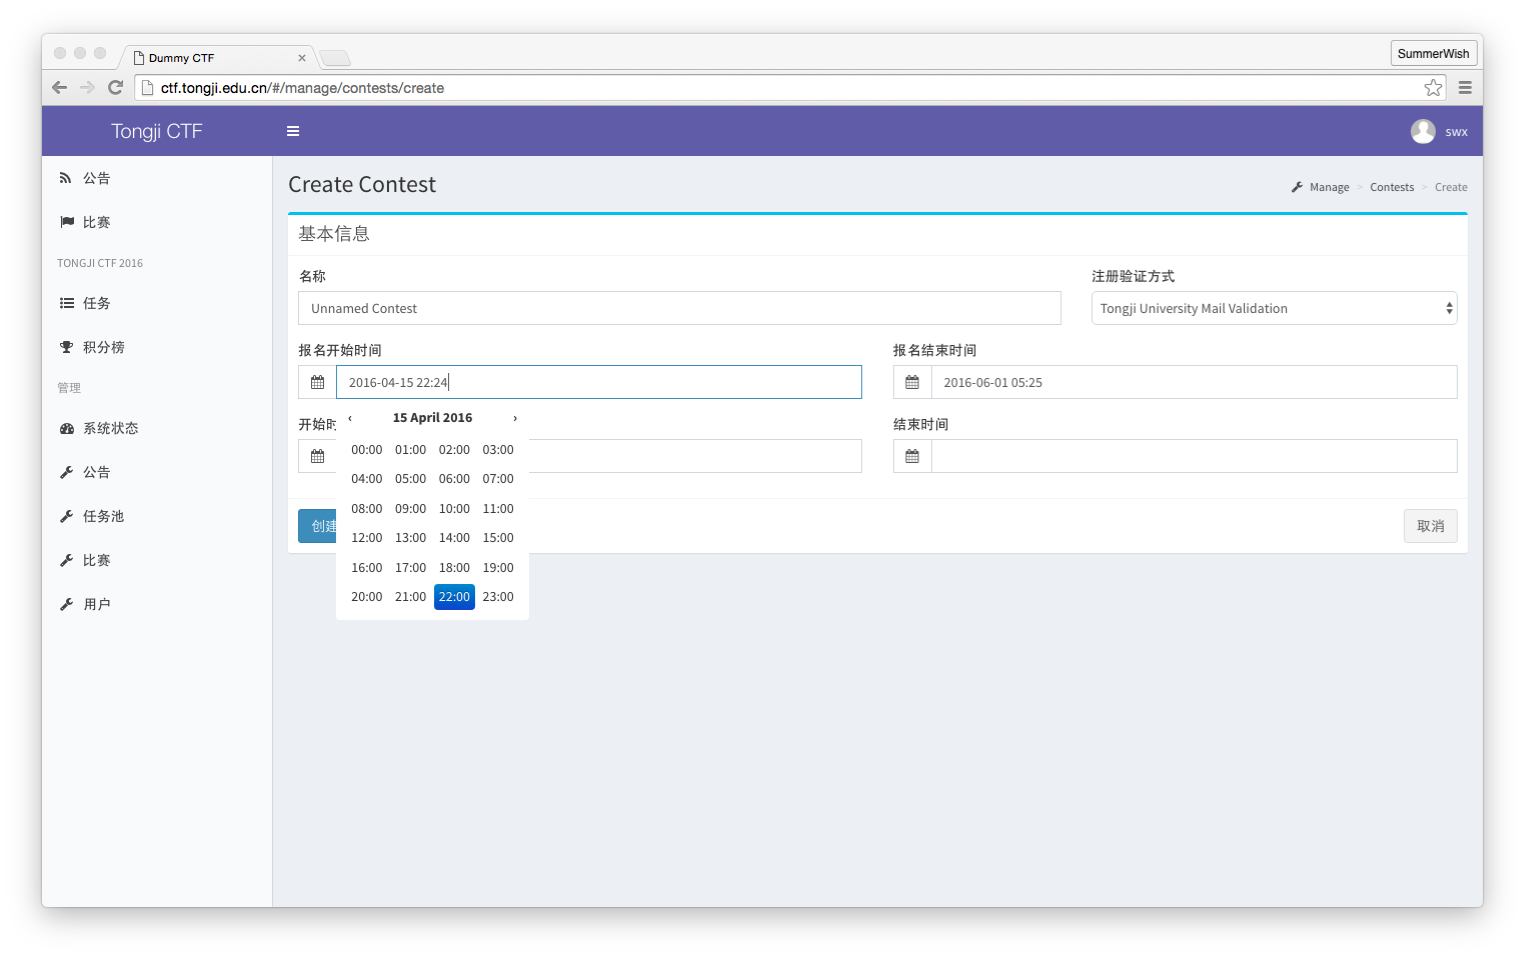 Dummy CTF
SummerWish
ctf.tongji.edu.cn/#/manage/contests/create
Tongji CTF
swx
公告
比赛
TONGJI CTF 2016
任务
积分榜
管理
系统状态
公告
任务池
比赛
用户
Create Contest
Manage > Contests > Create
基本信息
名称
注册验证方式
Unnamed Contest
Tongji University Mail Validation
报名开始时间
报名结束时间
2016-04-15 22:24
2016-06-01 05:25
开始时
结束时间
‹ 15 April 2016 ›
00:00 01:00 02:00 03:00
04:00 05:00 06:00 07:00
08:00 09:00 10:00 11:00
12:00 13:00 14:00 15:00
16:00 17:00 18:00 19:00
20:00 21:00 22:00 23:00
创建
取消